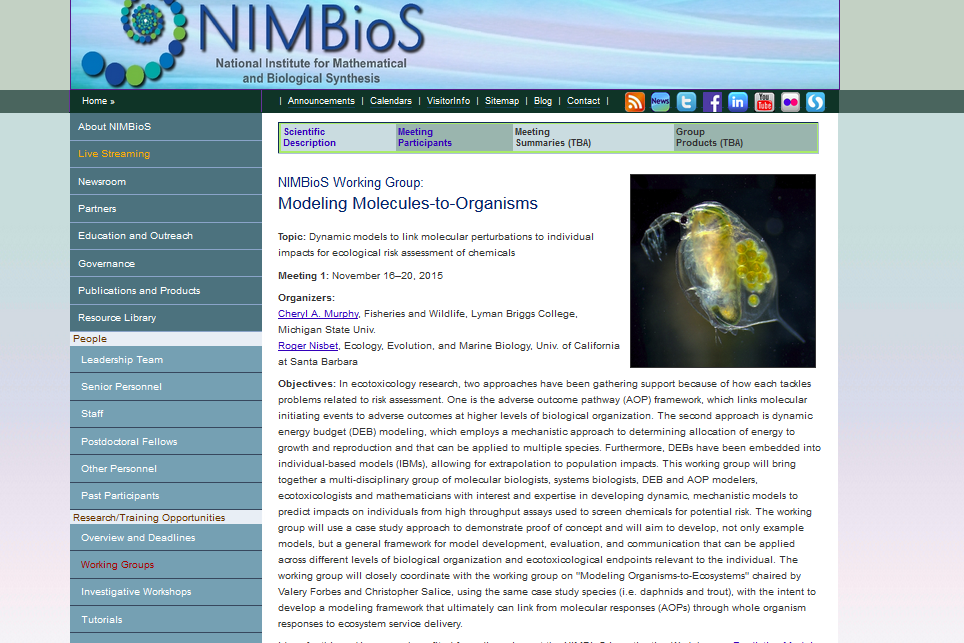 NIMBioS
National Institute for Mathematical
and Biological Synthesis
Home »
| Announcements | Calendars | VisitorInfo | Sitemap | Blog | Contact |
News
You Tube
About NIMBioS
Live Streaming
Newsroom
Partners
Education and Outreach
Governance
Publications and Products
Resource Library
People
Leadership Team
Senior Personnel
Staff
Postdoctoral Fellows
Other Personnel
Past Participants
Research/Training Opportunities
Overview and Deadlines
Working Groups
Investigative Workshops
Tutorials
Scientific
Description
Meeting
Participants
Meeting
Summaries (TBA)
Group
Products (TBA)
NIMBioS Working Group:
Modeling Molecules-to-Organisms
Topic: Dynamic models to link molecular perturbations to individual
impacts for ecological risk assessment of chemicals
Meeting 1: November 16–20, 2015
Organizers:
Cheryl A. Murphy, Fisheries and Wildlife, Lyman Briggs College,
Michigan State Univ.
Roger Nisbet, Ecology, Evolution, and Marine Biology, Univ. of California
at Santa Barbara
Objectives: In ecotoxicology research, two approaches have been gathering support because of how each tackles
problems related to risk assessment. One is the adverse outcome pathway (AOP) framework, which links molecular
initiating events to adverse outcomes at higher levels of biological organization. The second approach is dynamic
energy budget (DEB) modeling, which employs a mechanistic approach to determining allocation of energy to
growth and reproduction and that can be applied to multiple species. Furthermore, DEBs have been embedded into
individual-based models (IBMs), allowing for extrapolation to population impacts. This working group will bring
together a multi-disciplinary group of molecular biologists, systems biologists, DEB and AOP modelers,
ecotoxicologists and mathematicians with interest and expertise in developing dynamic, mechanistic models to
predict impacts on individuals from high throughput assays used to screen chemicals for potential risk. The working
group will use a case study approach to demonstrate proof of concept and will aim to develop, not only example
models, but a general framework for model development, evaluation, and communication that can be applied
across different levels of biological organization and ecotoxicological endpoints relevant to the individual. The
working group will closely coordinate with the working group on "Modeling Organisms-to-Ecosystems" chaired by
Valery Forbes and Christopher Salice, using the same case study species (i.e. daphnids and trout), with the intent to
develop a modeling framework that ultimately can link from molecular responses (AOPs) through whole organism
responses to ecosystem service delivery.